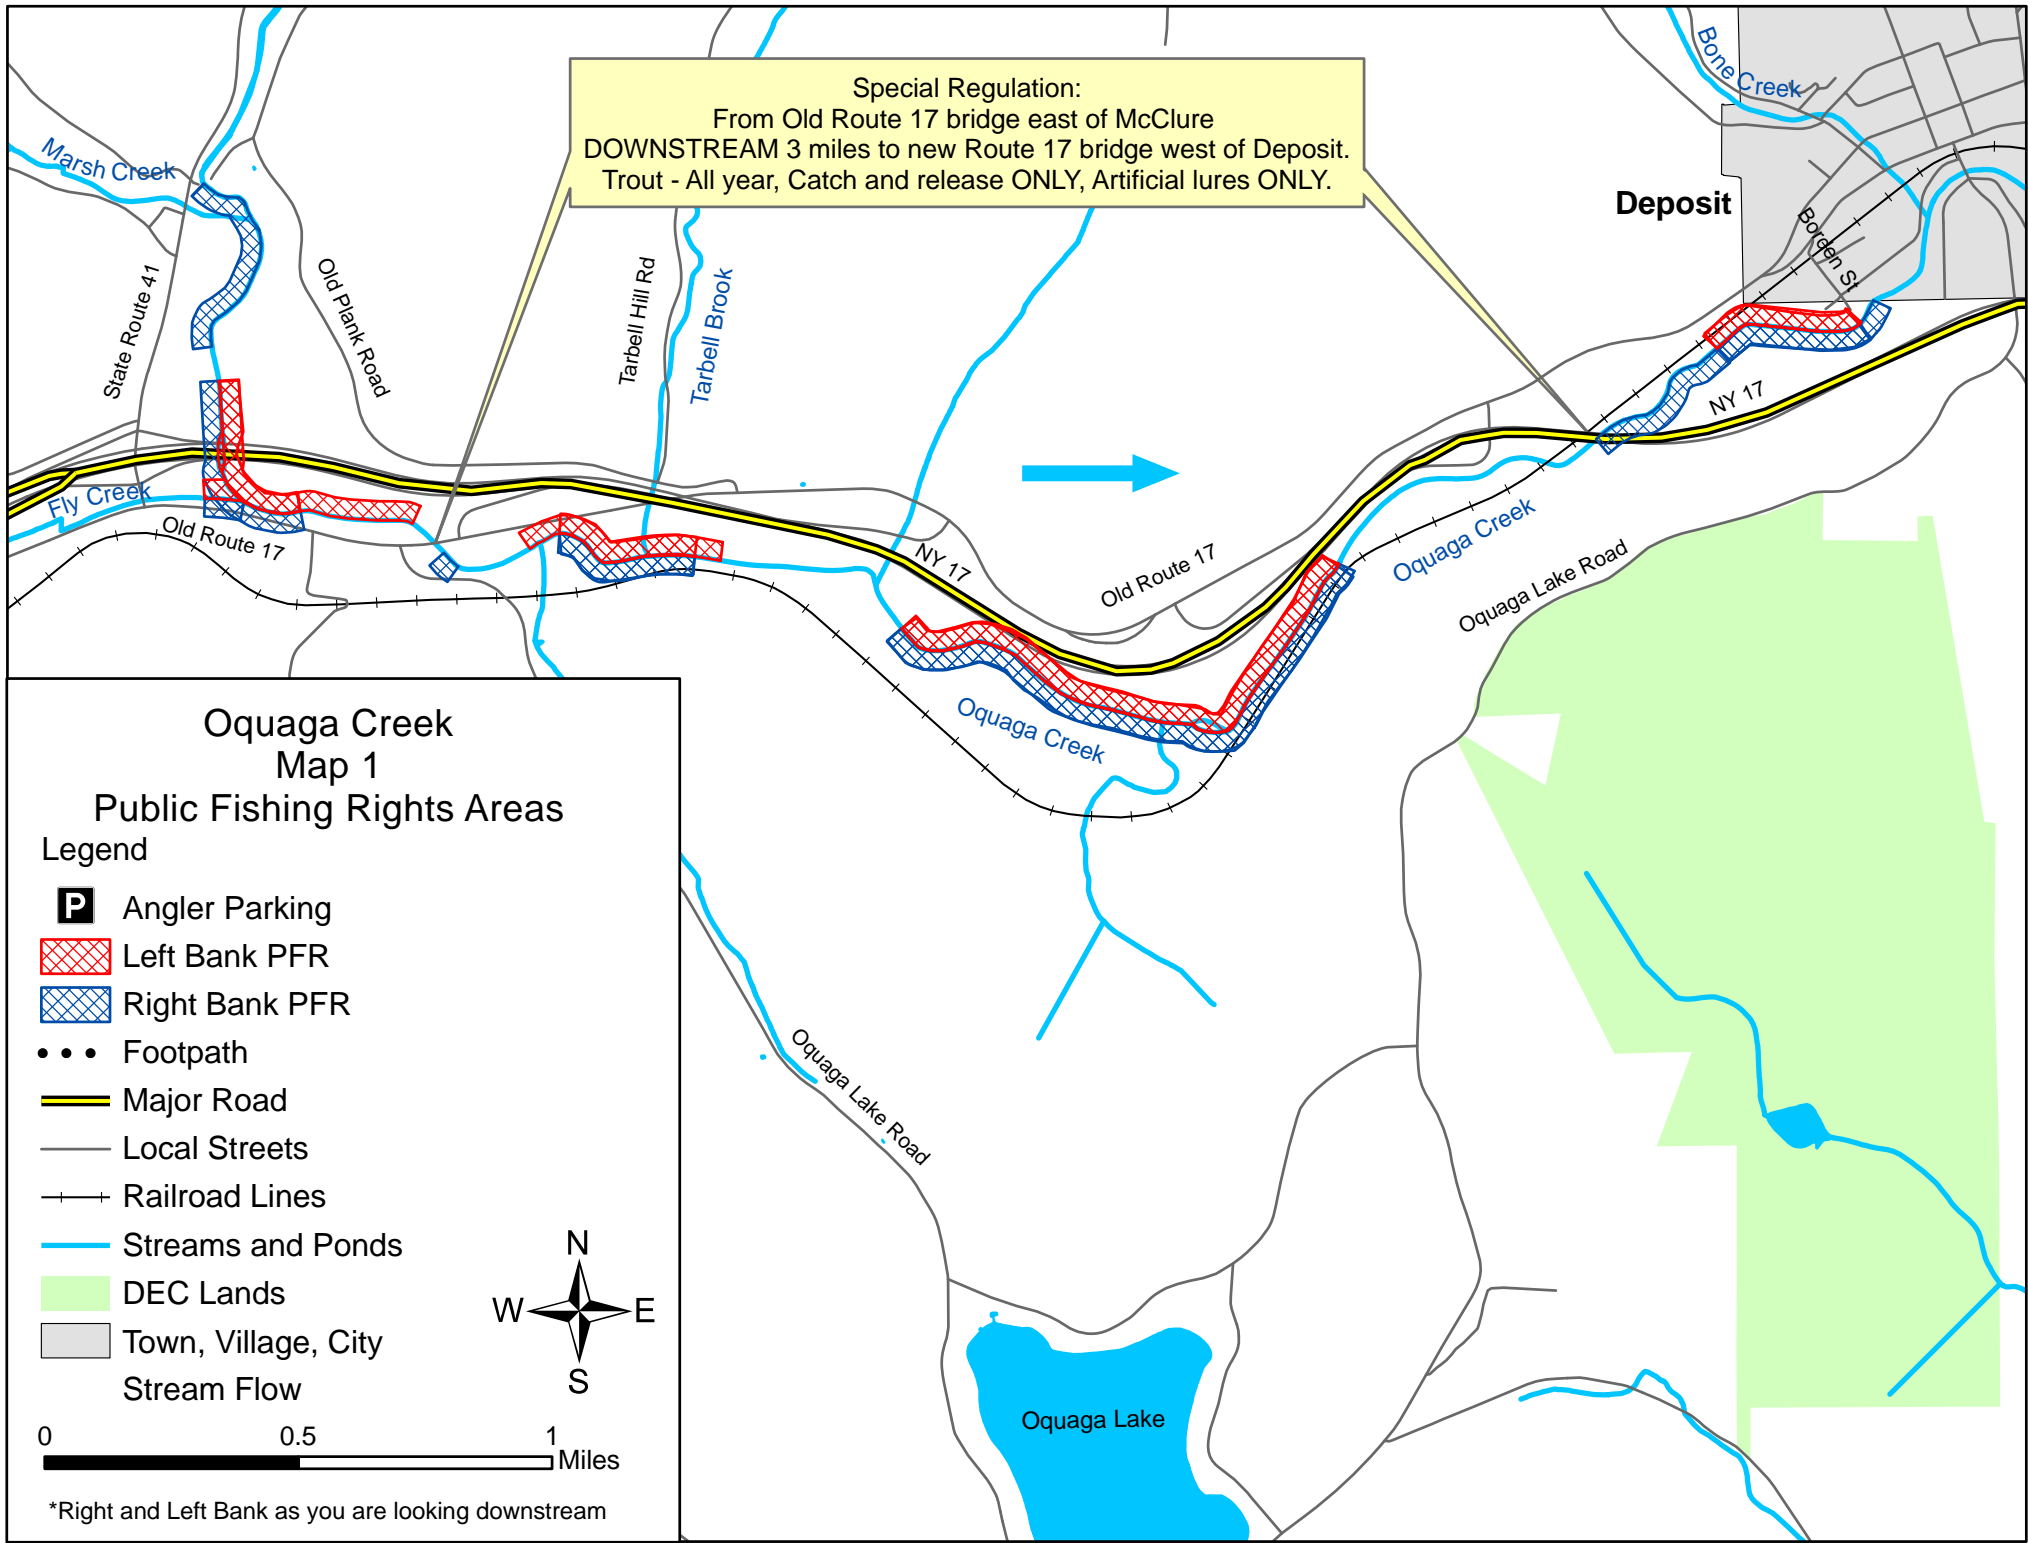 Special Regulation:
From Old Route 17 bridge east of McClure
DOWNSTREAM 3 miles to new Route 17 bridge west of Deposit.
Trout - All year, Catch and release ONLY, Artificial lures ONLY.
Bone Creek
Marsh Creek
Deposit
Boreen St
State Route 41
Old Plank Road
Tarbell Hill Rd
Tarbell Brook
NY 17
Fly Creek
Old Route 17
NY 17
Old Route 17
Oquaga Creek
Oquaga Lake Road
Oquaga Creek
Oquaga Lake Road
Oquaga Lake
Oquaga Creek
Map 1
Public Fishing Rights Areas
Legend
P Angler Parking
Left Bank PFR
Right Bank PFR
Footpath
Major Road
Local Streets
Railroad Lines
Streams and Ponds
DEC Lands
Town, Village, City
Stream Flow
N
W E
S
0 0.5 1
Miles
*Right and Left Bank as you are looking downstream